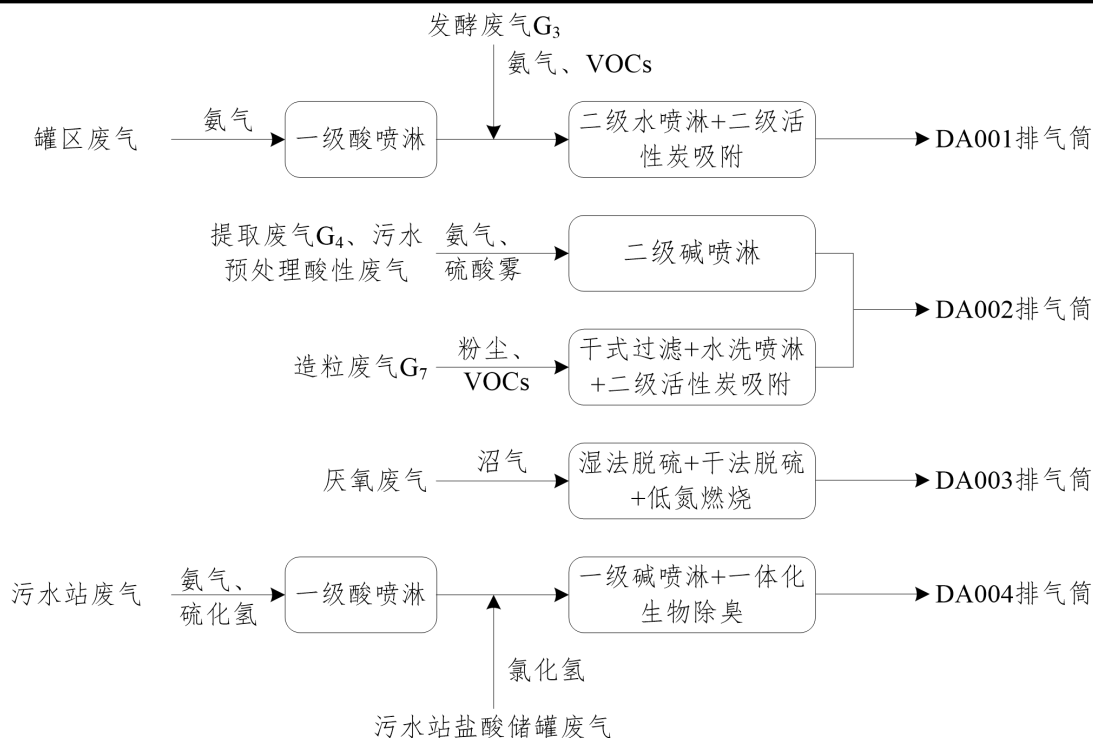 发酵废气G₃
氨气、VOCs
罐区废气
氨气
一级酸喷淋
二级水喷淋+二级活
性炭吸附
DA001排气筒
提取废气G₄、污水
预处理酸性废气
氨气、
硫酸雾
二级碱喷淋
DA002排气筒
造粒废气G₇
粉尘、
VOCs
干式过滤+水洗喷淋
+二级活性炭吸附
厌氧废气
沼气
湿法脱硫+干法脱硫
+低氮燃烧
DA003排气筒
污水站废气
氨气、
硫化氢
一级酸喷淋
一级碱喷淋+一体化
生物除臭
DA004排气筒
氯化氢
污水站盐酸储罐废气